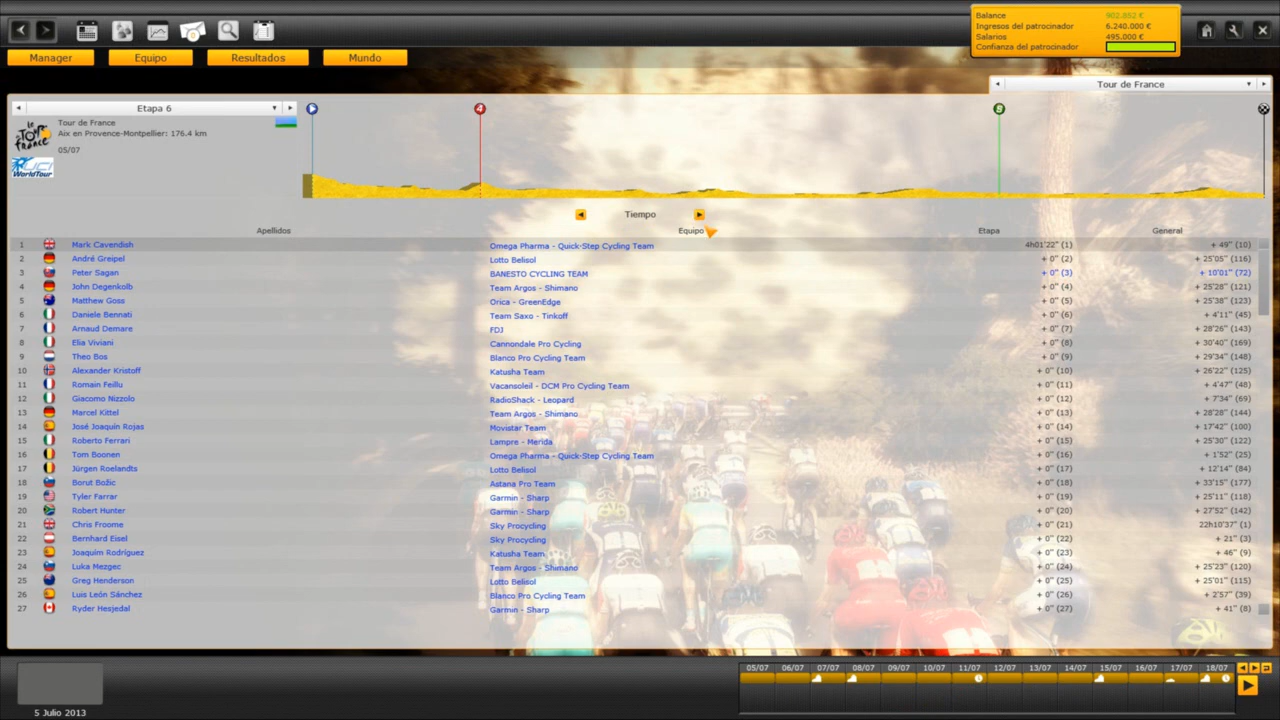 Balance 902.852 €
Ingresos del patrocinador 6.240.000 €
Salarios 495.000 €
Confianza del patrocinador
Manager Equipo Resultados Mundo
Tour de France
Etapa 6
4 S
le TOUR de france
Tour de France
Aix en Provence-Montpellier: 176.4 km
05/07
UCI WorldTour
Tiempo
Apellidos Equipo Etapa General
1 Mark Cavendish Omega Pharma - Quick-Step Cycling Team 4h01'22" (1) + 49" (10)
2 André Greipel Lotto Belisol + 0" (2) + 25'05" (116)
3 Peter Sagan BANESTO CYCLING TEAM + 0" (3) + 10'01" (72)
4 John Degenkolb Team Argos - Shimano + 0" (4) + 25'28" (121)
5 Matthew Goss Orica - GreenEdge + 0" (5) + 25'38" (123)
6 Daniele Bennati Team Saxo - Tinkoff + 0" (6) + 4'11" (45)
7 Arnaud Demare FDJ + 0" (7) + 28'26" (143)
8 Elia Viviani Cannondale Pro Cycling + 0" (8) + 30'40" (169)
9 Theo Bos Blanco Pro Cycling Team + 0" (9) + 29'34" (148)
10 Alexander Kristoff Katusha Team + 0" (10) + 26'22" (125)
11 Romain Feillu Vacansoleil - DCM Pro Cycling Team + 0" (11) + 4'47" (48)
12 Giacomo Nizzolo RadioShack - Leopard + 0" (12) + 7'34" (69)
13 Marcel Kittel Team Argos - Shimano + 0" (13) + 28'28" (144)
14 José Joaquín Rojas Movistar Team + 0" (14) + 17'42" (100)
15 Roberto Ferrari Lampre - Merida + 0" (15) + 25'30" (122)
16 Tom Boonen Omega Pharma - Quick-Step Cycling Team + 0" (16) + 1'52" (25)
17 Jürgen Roelandts Lotto Belisol + 0" (17) + 12'14" (84)
18 Borut Božic Astana Pro Team + 0" (18) + 33'15" (177)
19 Tyler Farrar Garmin - Sharp + 0" (19) + 25'11" (118)
20 Robert Hunter Garmin - Sharp + 0" (20) + 27'52" (142)
21 Chris Froome Sky Procycling + 0" (21) 22h10'37" (1)
22 Bernhard Eisel Sky Procycling + 0" (22) + 21" (3)
23 Joaquim Rodríguez Katusha Team + 0" (23) + 46" (9)
24 Luka Mezgec Team Argos - Shimano + 0" (24) + 25'23" (120)
25 Greg Henderson Lotto Belisol + 0" (25) + 25'01" (115)
26 Luis León Sánchez Blanco Pro Cycling Team + 0" (26) + 2'57" (39)
27 Ryder Hesjedal Garmin - Sharp + 0" (27) + 41" (8)
05/07 06/07 07/07 08/07 09/07 10/07 11/07 12/07 13/07 14/07 15/07 16/07 17/07 18/07
5 Julio 2013